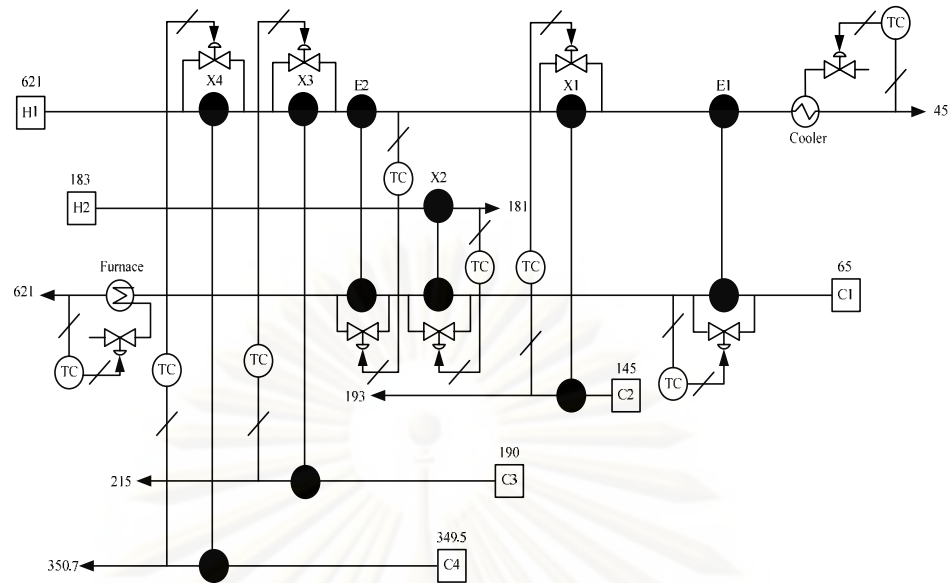 TC
45
X4
X3
E2
X1
E1
621
H1
45
Cooler
TC
X2
183
H2
181
TC
TC
Furnace
65
621
C1
TC
TC
TC
TC
145
193
C2
190
215
C3
349.5
350.7
C4